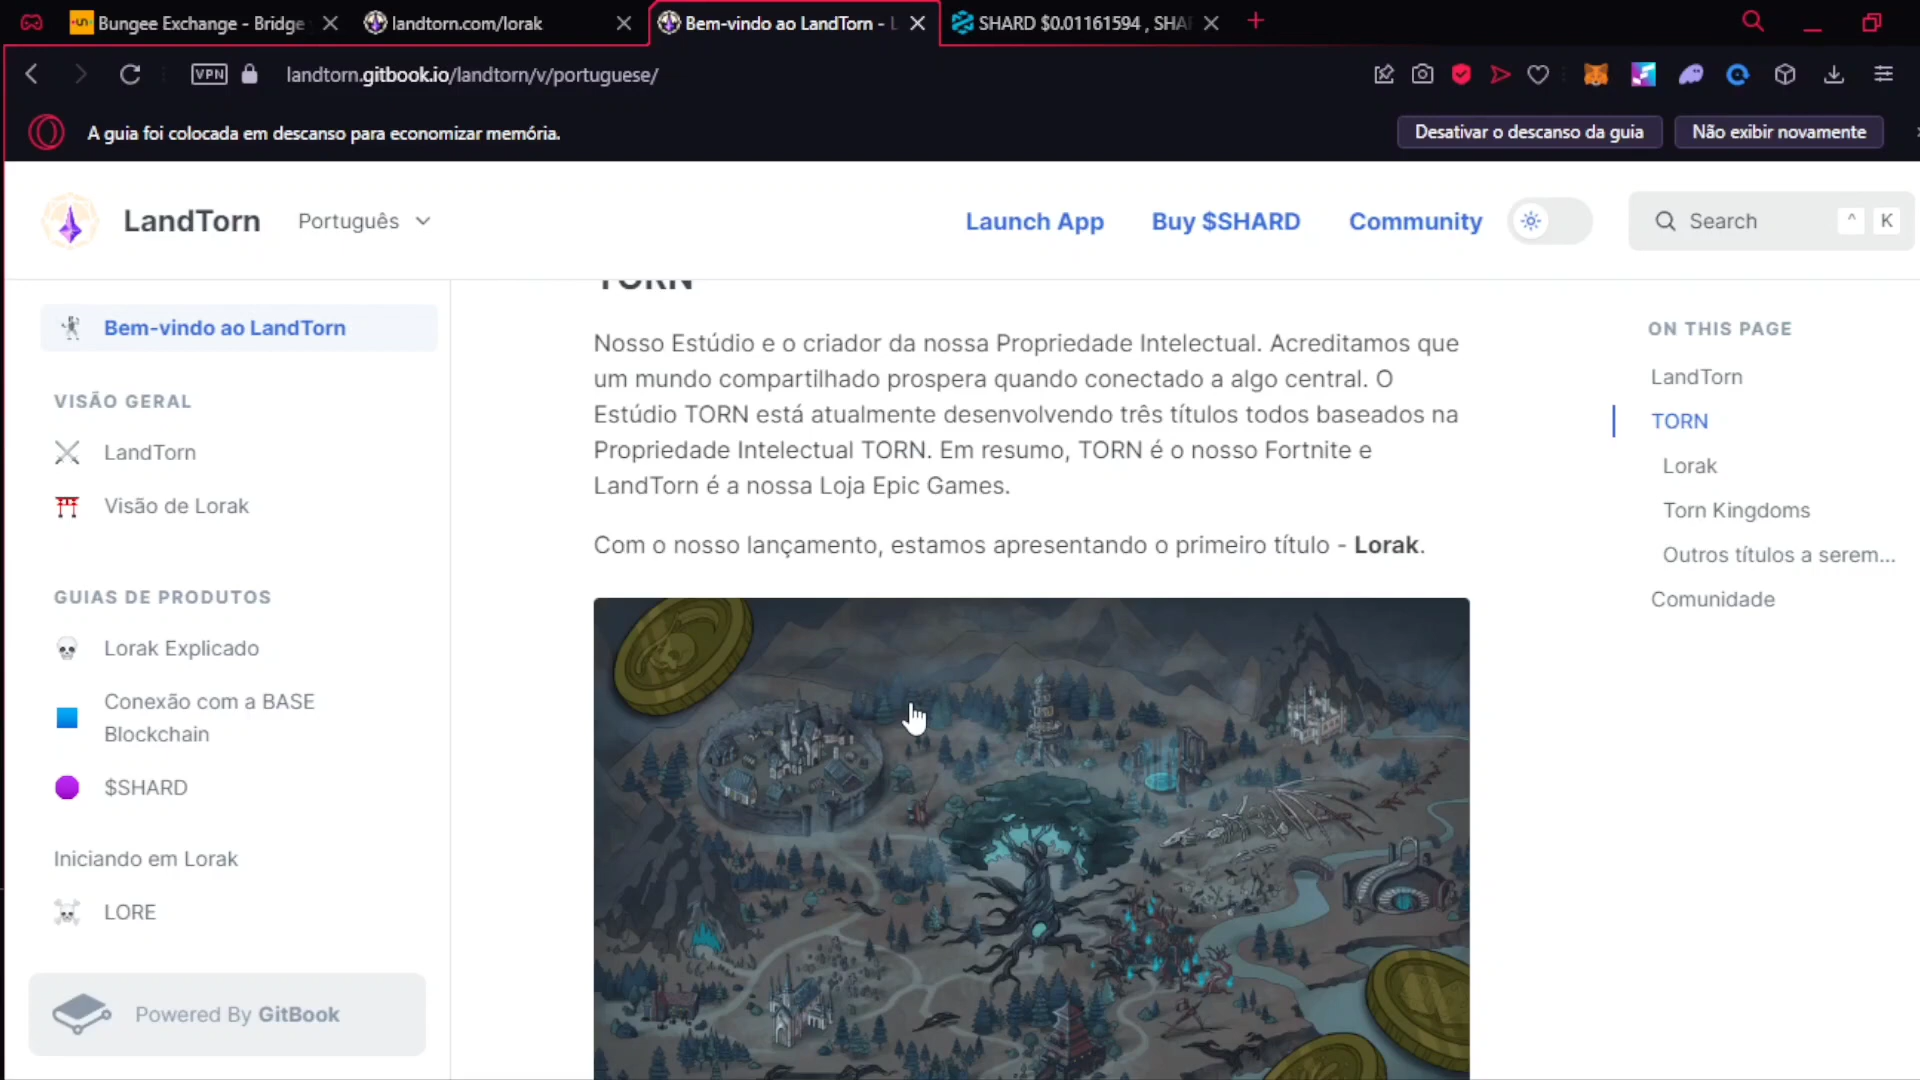 Bungee Exchange - Bridge
landtorn.com/lorak
Bem-vindo ao LandTorn - L
SHARD $0.01161594 , SHA
VPN
landtorn.gitbook.io/landtorn/v/portuguese/
A guia foi colocada em descanso para economizar memória.
Desativar o descanso da guia
Não exibir novamente
LandTorn
Português
Launch App
Buy $SHARD
Community
Search
^
K
Bem-vindo ao LandTorn
VISÃO GERAL
LandTorn
Visão de Lorak
GUIAS DE PRODUTOS
Lorak Explicado
Conexão com a BASE
Blockchain
$SHARD
Iniciando em Lorak
LORE
Powered By GitBook
TORN
Nosso Estúdio e o criador da nossa Propriedade Intelectual. Acreditamos que
um mundo compartilhado prospera quando conectado a algo central. O
Estúdio TORN está atualmente desenvolvendo três títulos todos baseados na
Propriedade Intelectual TORN. Em resumo, TORN é o nosso Fortnite e
LandTorn é a nossa Loja Epic Games.
Com o nosso lançamento, estamos apresentando o primeiro título - Lorak.
ON THIS PAGE
LandTorn
TORN
Lorak
Torn Kingdoms
Outros títulos a serem...
Comunidade